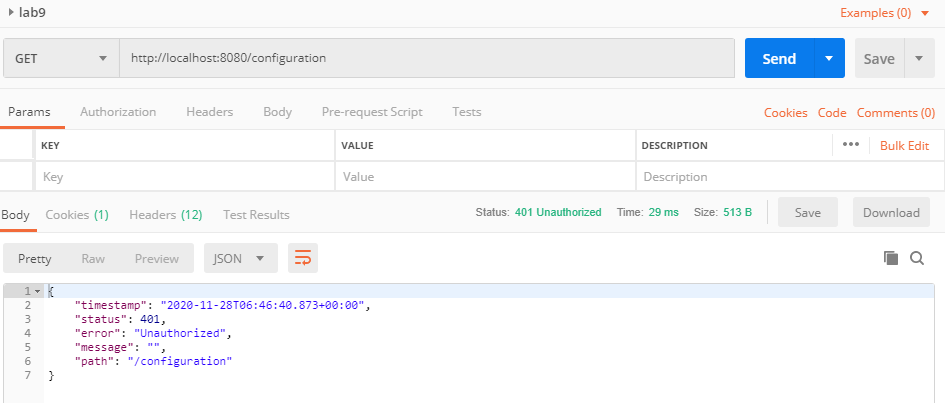 lab9 Examples (0)
GET http://localhost:8080/configuration Send Save
Params Authorization Headers Body Pre-request Script Tests Cookies Code Comments (0)
KEY VALUE DESCRIPTION ••• Bulk Edit
Key Value Description
Body Cookies (1) Headers (12) Test Results Status: 401 Unauthorized Time: 29 ms Size: 513 B Save Download
Pretty Raw Preview JSON
1 {
2 "timestamp": "2020-11-28T06:46:40.873+00:00",
3 "status": 401,
4 "error": "Unauthorized",
5 "message": "",
6 "path": "/configuration"
7 }